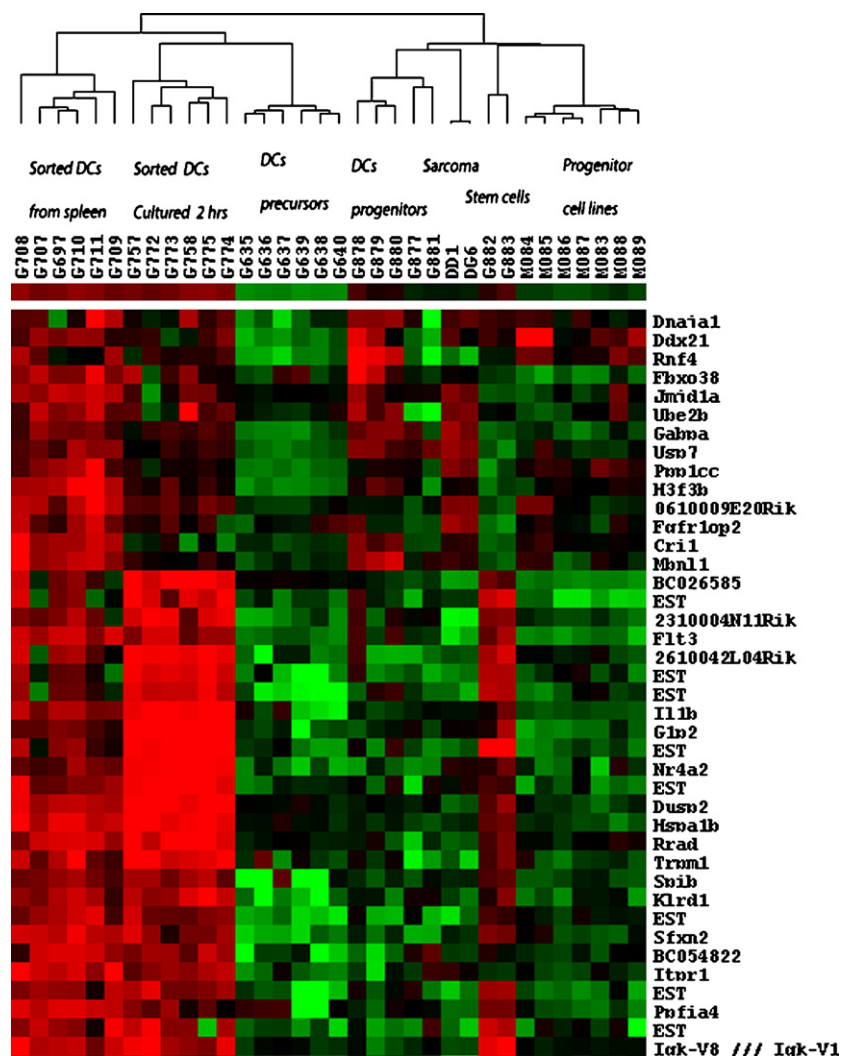 Sorted DCs
from spleen
Sorted DCs
Cultured 2 hrs
DCs
precursors
DCs
progenitors
Sarcoma
Stem cells
Progenitor
cell lines
G708
G707
G697
G710
G711
G709
G757
G772
G773
G758
G775
G774
G635
G636
G637
G639
G638
G640
G878
G879
G880
G877
G881
DD1
DG6
G882
G883
M084
M085
M086
M087
M083
M088
M089
Dnaja1
Ddx21
Rnf4
Fbxo38
Jmjd1a
Ube2b
Gabpa
Usp7
Ppp1cc
H3f3b
0610009E20Rik
Fgfr1op2
Cri1
Mbnl1
BC026585
EST
2310004N11Rik
Flt3
2610042L04Rik
EST
EST
Il1b
G1p2
EST
Nr4a2
EST
Dusp2
Hspa1b
Rrad
Trpm1
Spib
Klrd1
EST
Sfxn2
BC054822
Itpr1
EST
Ppfia4
EST
Igk-V8 /// Igk-V1